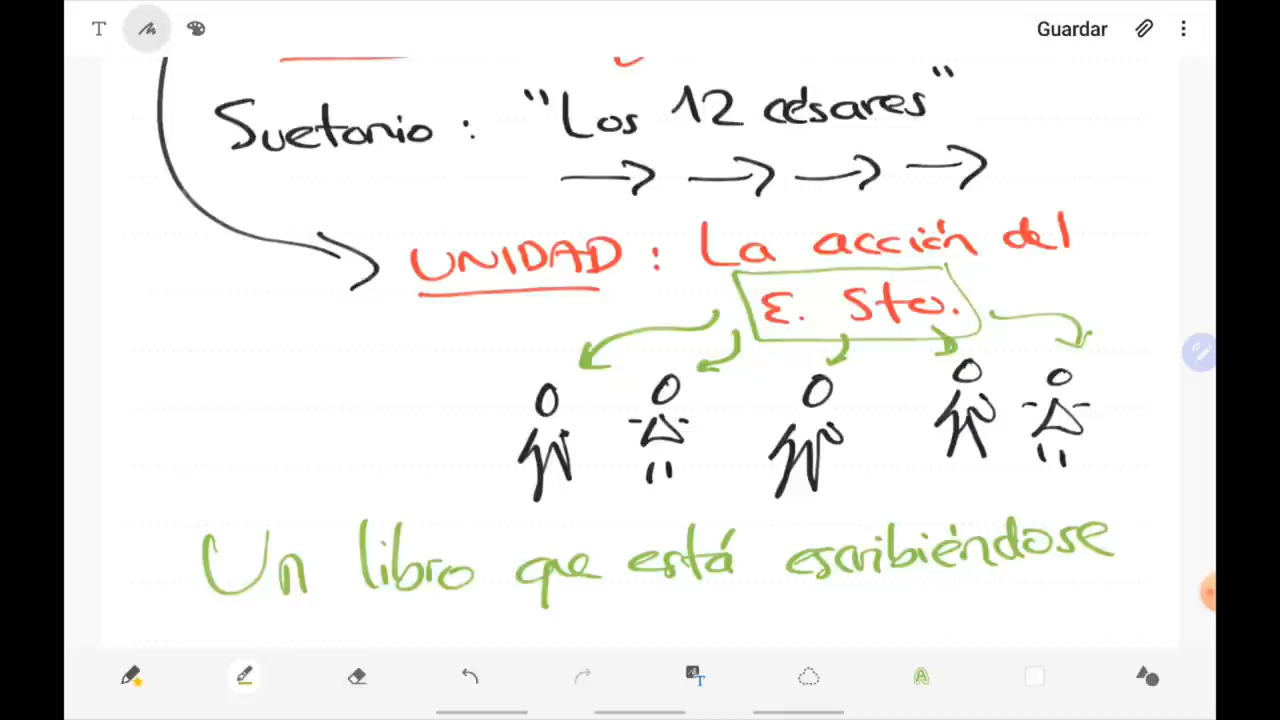 Guardar
Suetonio : "Los 12 césares"
UNIDAD : La acción del
E. Sto.
Un libro que está escribiéndose